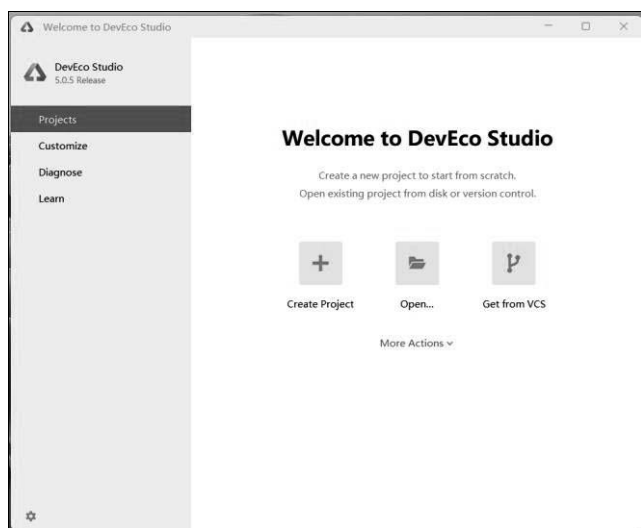 Welcome to DevEco Studio
DevEco Studio
5.0.5 Release
Projects
Customize
Diagnose
Learn
Welcome to DevEco Studio
Create a new project to start from scratch.
Open existing project from disk or version control.
Create Project
Open...
Get from VCS
More Actions